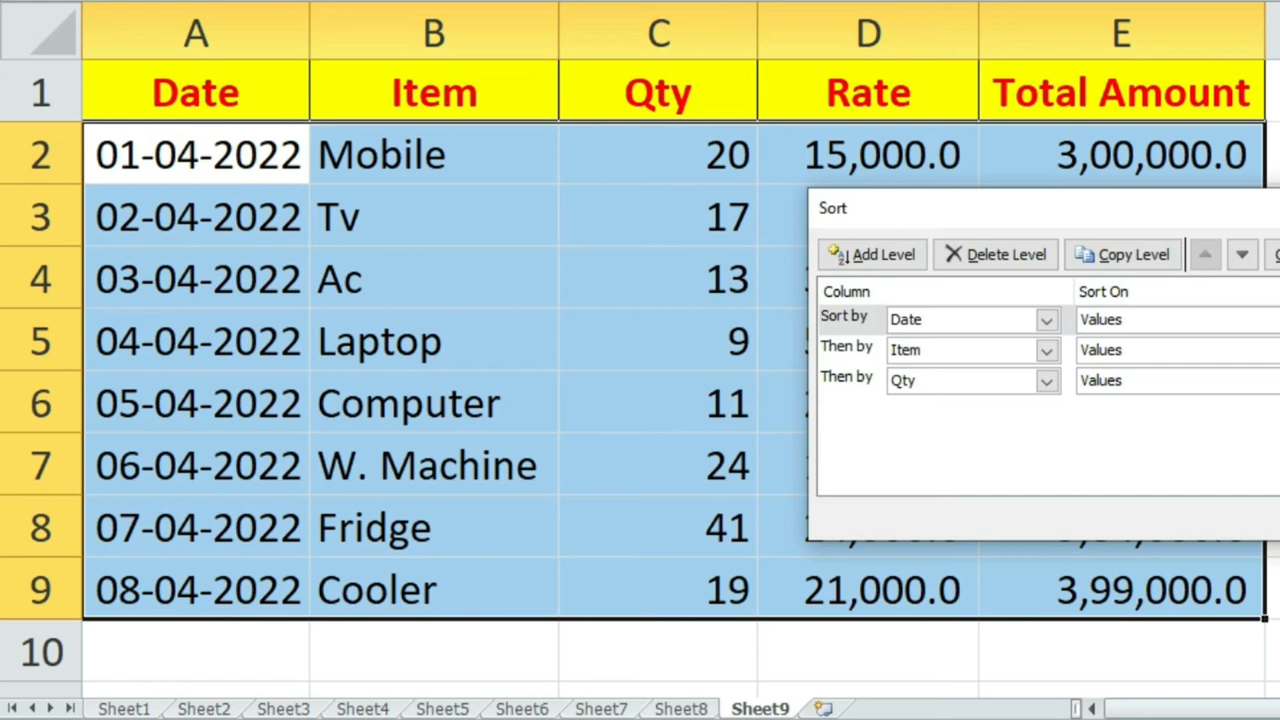 A B C D E
1 Date Item Qty Rate Total Amount
2 01-04-2022 Mobile 20 15,000.0 3,00,000.0
3 02-04-2022 Tv 17
4 03-04-2022 Ac 13
5 04-04-2022 Laptop 9
6 05-04-2022 Computer 11
7 06-04-2022 W. Machine 24
8 07-04-2022 Fridge 41
9 08-04-2022 Cooler 19 21,000.0 3,99,000.0
10
Sort
Add Level Delete Level Copy Level
Column Sort On
Sort by Date Values
Then by Item Values
Then by Qty Values
Sheet1 Sheet2 Sheet3 Sheet4 Sheet5 Sheet6 Sheet7 Sheet8 Sheet9